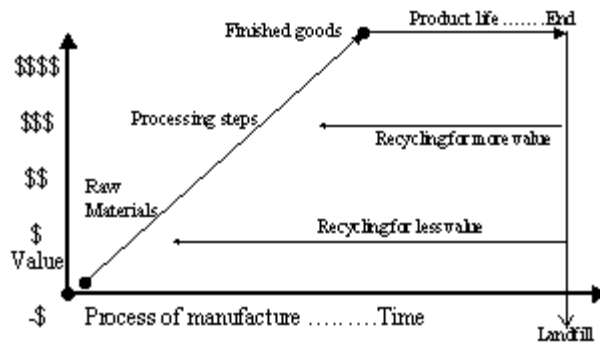 Product life .......End
Finished goods
$$$$
$$$
Processing steps
Recycling for more value
$$
Raw
Materials
$
Value
Recycling for less value
-$
Process of manufacture .........Time
Landfill